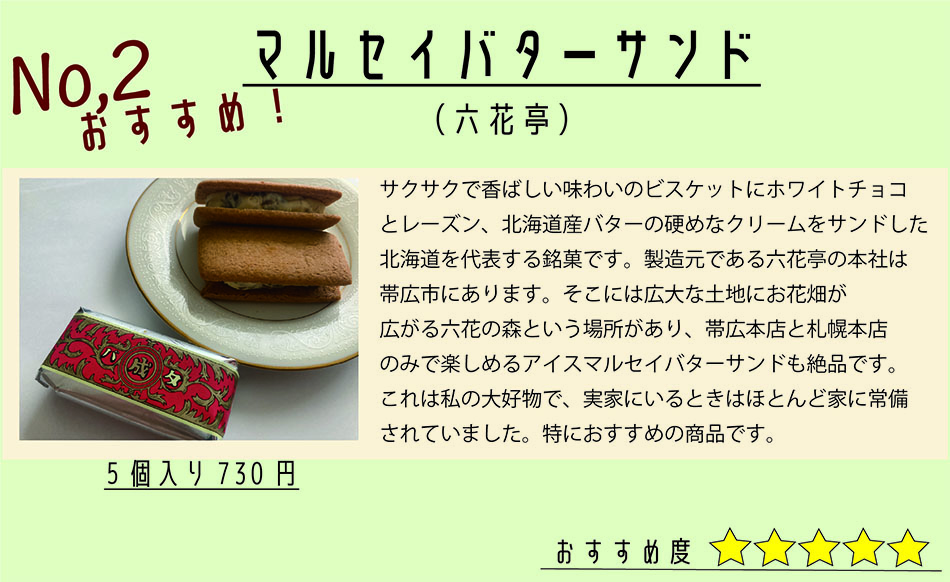 No,2
おすすめ!
マルセイバターサンド
(六花亭)
サクサクで香ばしい味わいのビスケットにホワイトチョコ
とレーズン、北海道産バターの硬めなクリームをサンドした
北海道を代表する銘菓です。製造元である六花亭の本社は
帯広市にあります。そこには広大な土地にお花畑が
広がる六花の森という場所があり、帯広本店と札幌本店
のみで楽しめるアイスマルセイバターサンドも絶品です。
これは私の大好物で、実家にいるときはほとんど家に常備
されていました。特におすすめの商品です。
バ成タ
5個入り730円
おすすめ度